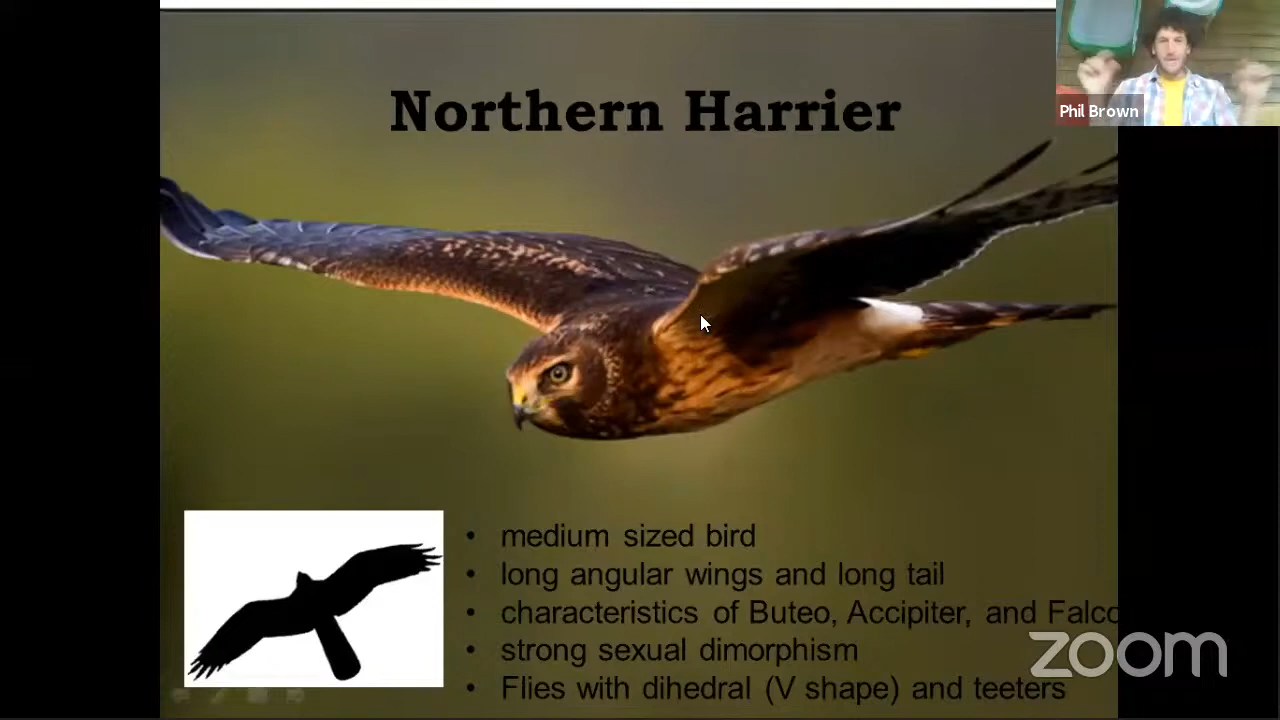 Northern Harrier
Phil Brown
• medium sized bird
• long angular wings and long tail
• characteristics of Buteo, Accipiter, and Falco
• strong sexual dimorphism
• Flies with dihedral (V shape) and teeters
zoom